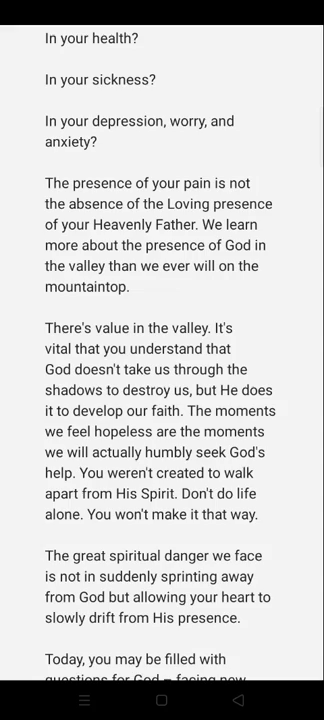 In your health?
In your sickness?
In your depression, worry, and
anxiety?
The presence of your pain is not
the absence of the Loving presence
of your Heavenly Father. We learn
more about the presence of God in
the valley than we ever will on the
mountaintop.
There's value in the valley. It's
vital that you understand that
God doesn't take us through the
shadows to destroy us, but He does
it to develop our faith. The moments
we feel hopeless are the moments
we will actually humbly seek God's
help. You weren't created to walk
apart from His Spirit. Don't do life
alone. You won't make it that way.
The great spiritual danger we face
is not in suddenly sprinting away
from God but allowing your heart to
slowly drift from His presence.
Today, you may be filled with
questions for God – facing new